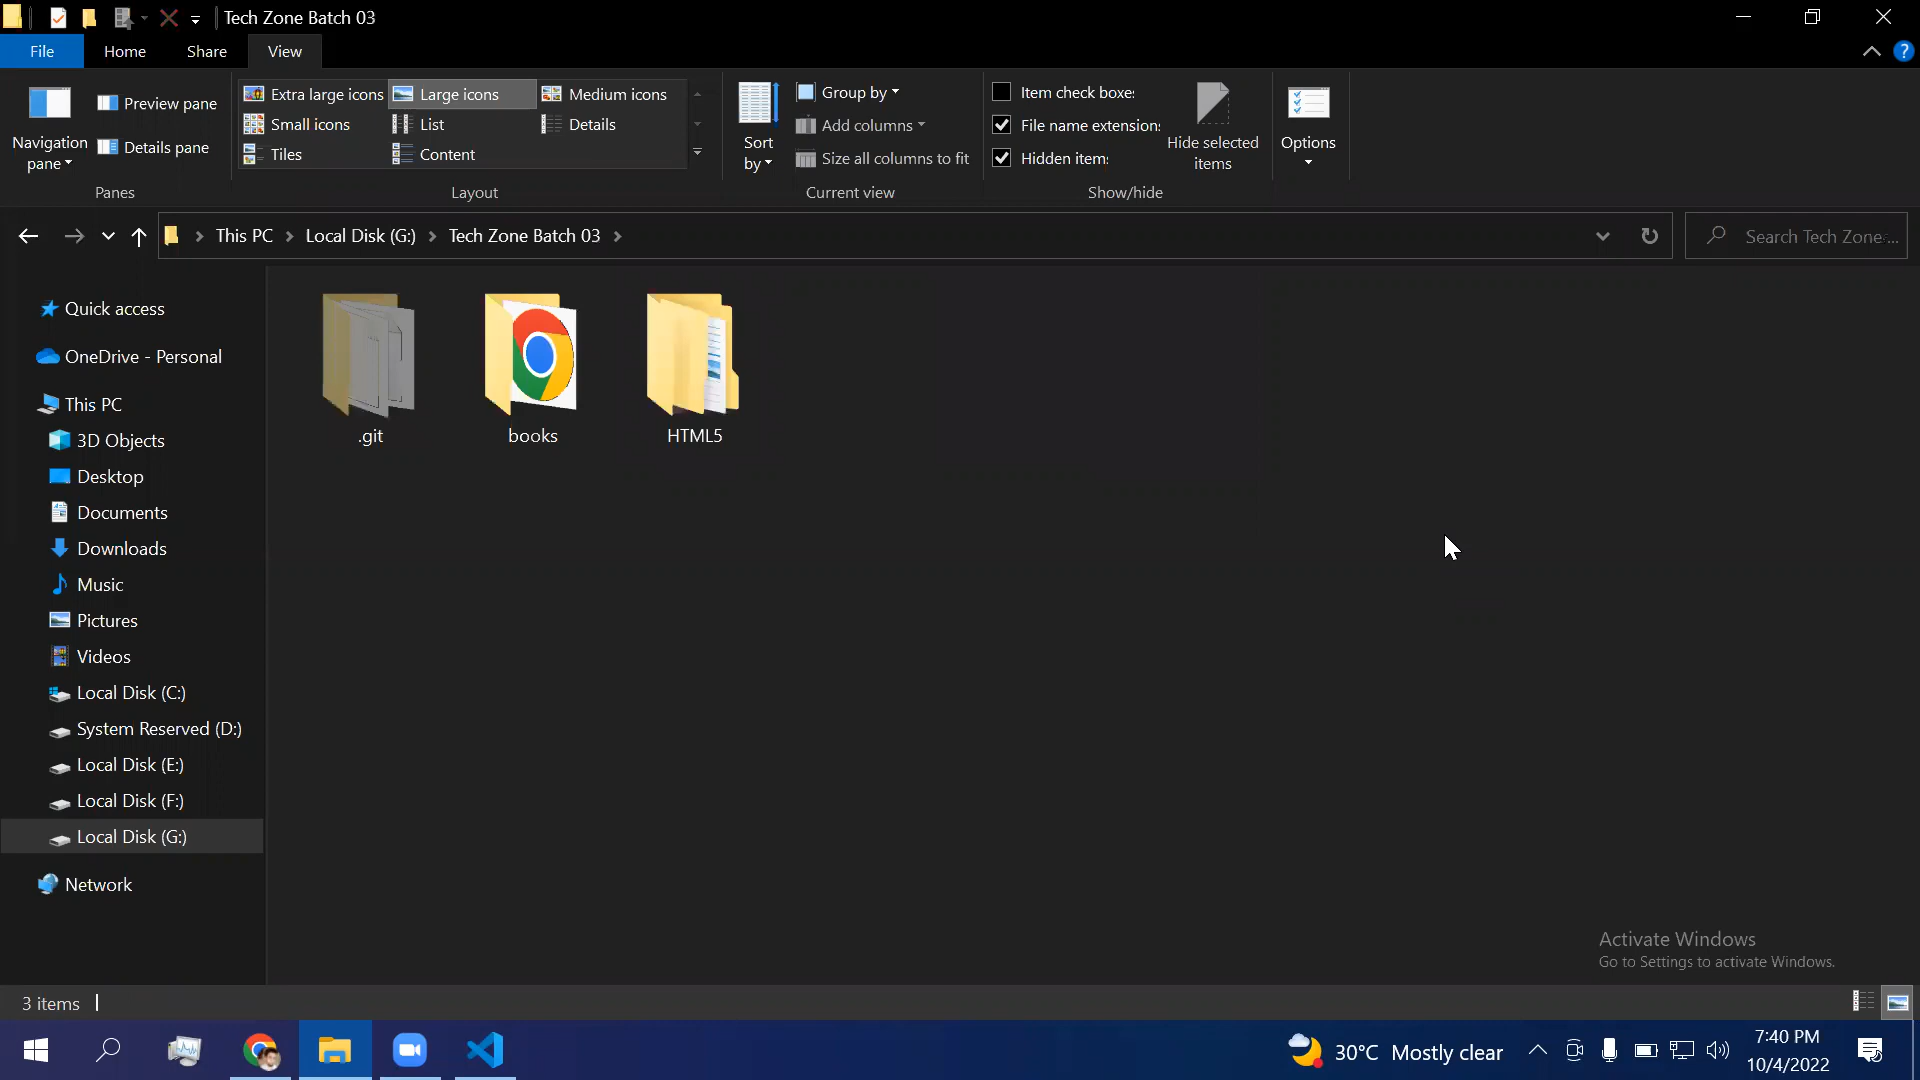 Tech Zone Batch 03
File Home Share View
Navigation pane
Preview pane
Details pane
Panes
Extra large icons Large icons Medium icons
Small icons List Details
Tiles Content
Layout
Sort by
Group by
Add columns
Size all columns to fit
Current view
Item check boxes
File name extensions
Hidden items
Hide selected items
Show/hide
Options
This PC Local Disk (G:) Tech Zone Batch 03
Search Tech Zone ...
Quick access
OneDrive - Personal
This PC
3D Objects
Desktop
Documents
Downloads
Music
Pictures
Videos
Local Disk (C:)
System Reserved (D:)
Local Disk (E:)
Local Disk (F:)
Local Disk (G:)
Network
.git books HTML5
Activate Windows
Go to Settings to activate Windows.
3 items
30°C Mostly clear
7:40 PM
10/4/2022